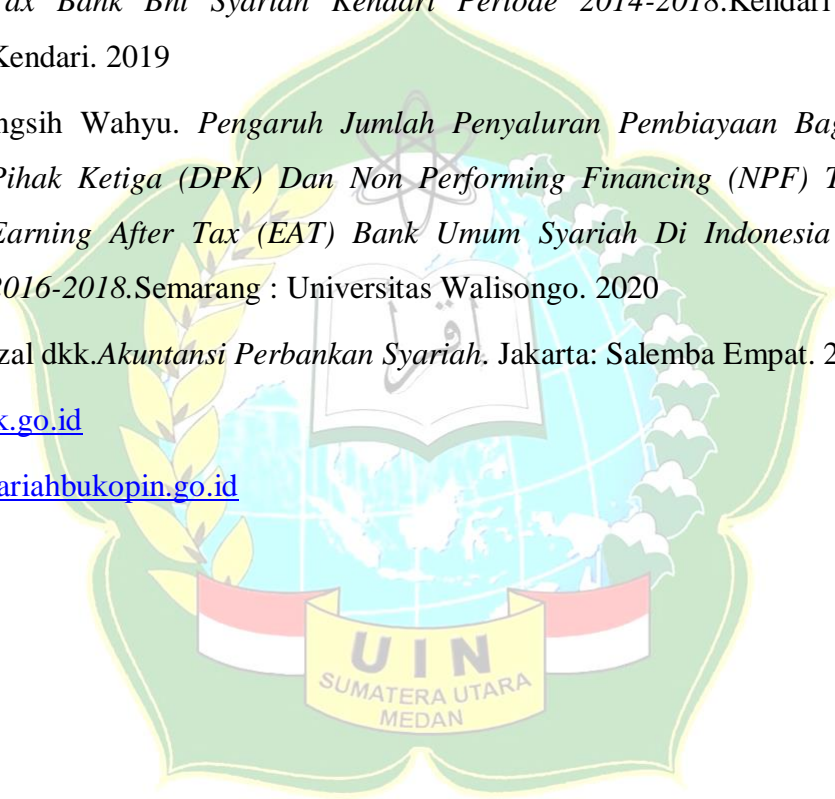 Tax Bank Bni Syariah Kendari Periode 2014-2018.Kendari
Kendari. 2019
ngsih Wahyu. Pengaruh Jumlah Penyaluran Pembiayaan Bag
Pihak Ketiga (DPK) Dan Non Performing Financing (NPF) T
Earning After Tax (EAT) Bank Umum Syariah Di Indonesia
2016-2018.Semarang : Universitas Walisongo. 2020
zal dkk.Akuntansi Perbankan Syariah. Jakarta: Salemba Empat. 2
k.go.id
ariahbukopin.go.id
UIN
SUMATERA UTARA
MEDAN